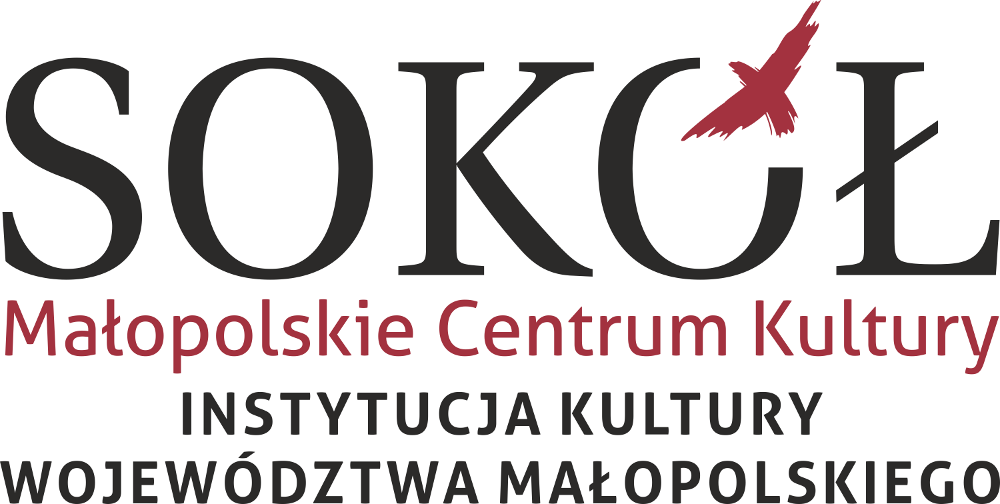 SOKÓŁ
Małopolskie Centrum Kultury
INSTYTUCJA KULTURY
WOJEWÓDZTWA MAŁOPOLSKIEGO